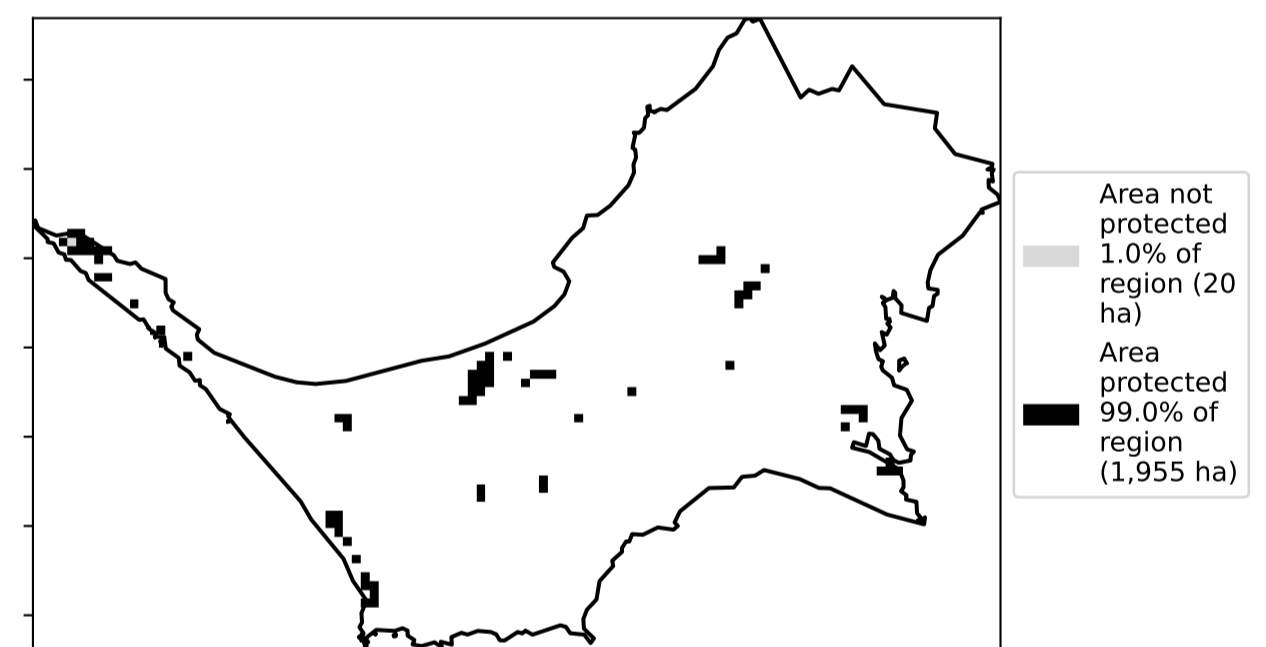 Area not
protected
1.0% of
region (20
ha)
Area
protected
99.0% of
region
(1,955 ha)